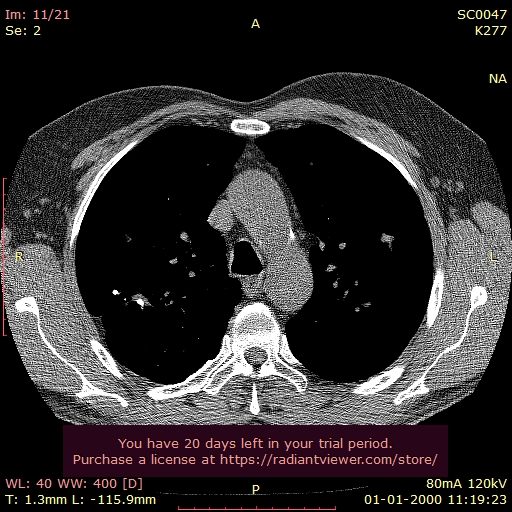 Im: 11/21
Se: 2
A
SC0047
K277
NA
R
L
You have 20 days left in your trial period.
Purchase a license at https://radiantviewer.com/store/
WL: 40 WW: 400 [D]
T: 1.3mm L: -115.9mm
P
80mA 120kV
01-01-2000 11:19:23